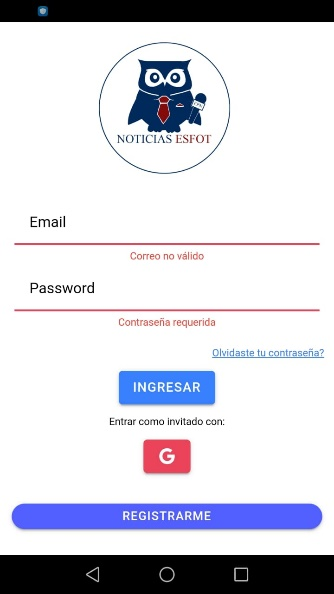 NOTICIAS ESFOT
Email
Correo no válido
Password
Contraseña requerida
Olvidaste tu contraseña?
INGRESAR
Entrar como invitado con:
G
REGISTRARME